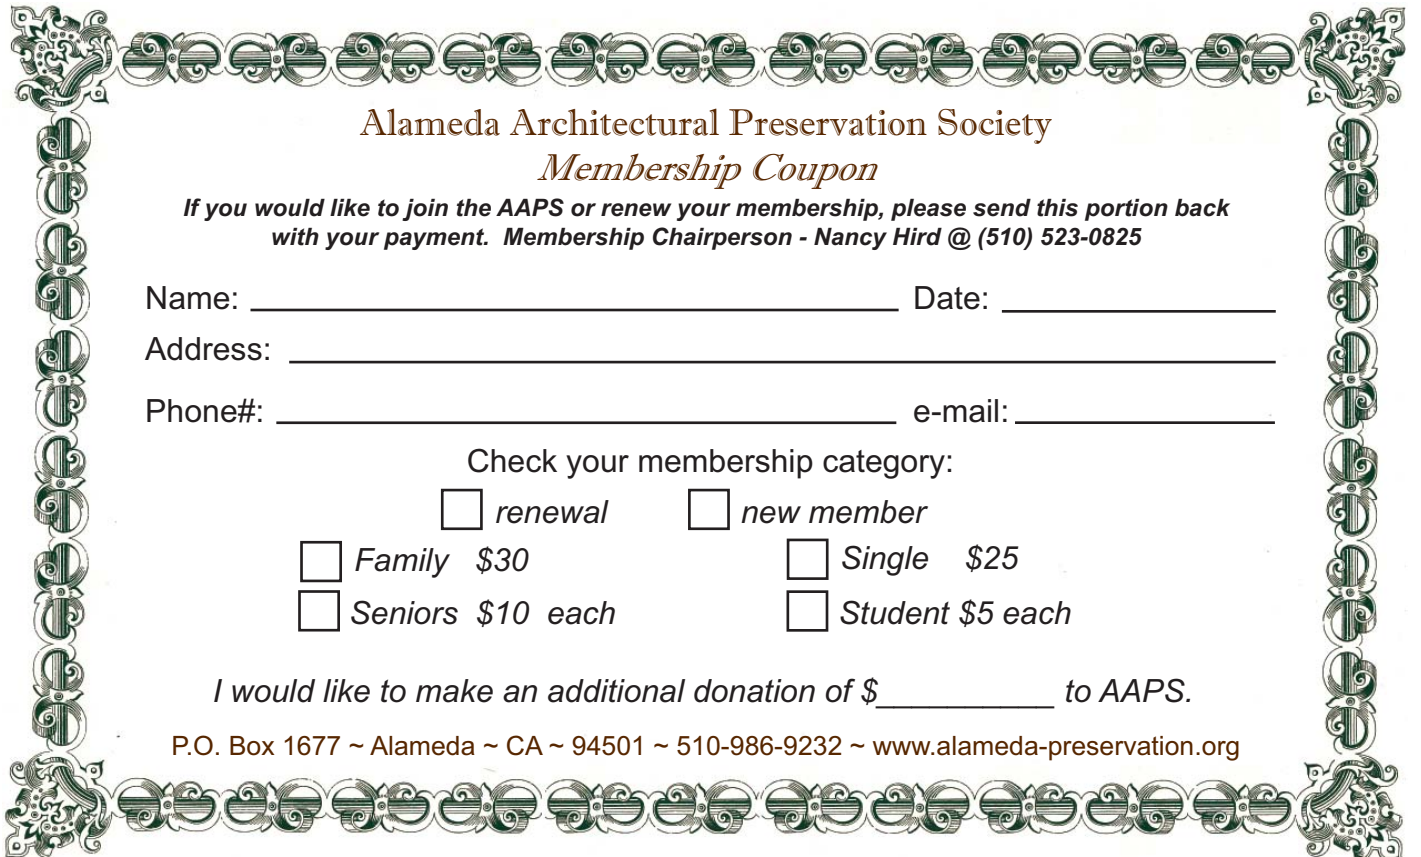 Alameda Architectural Preservation Society
Membership Coupon
If you would like to join the AAPS or renew your membership, please send this portion back
with your payment.  Membership Chairperson - Nancy Hird @ (510) 523-0825
Name: Date:
Address:
Phone#: e-mail:
Check your membership category:
renewal new member
Family $30 Single $25
Seniors $10 each Student $5 each
I would like to make an additional donation of $__________ to AAPS.
P.O. Box 1677 ~ Alameda ~ CA ~ 94501 ~ 510-986-9232 ~ www.alameda-preservation.org